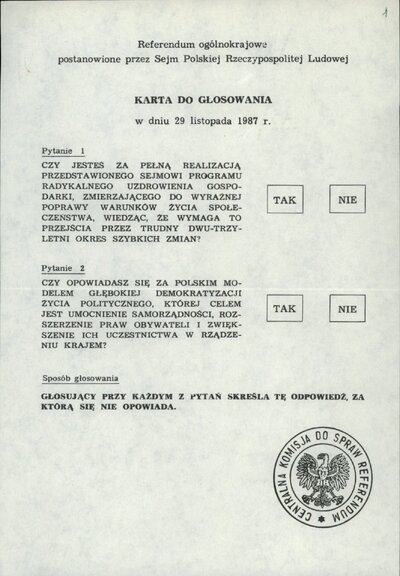 1
Referendum ogólnokrajowe
postanowione przez Sejm Polskiej Rzeczypospolitej Ludowej
KARTA DO GŁOSOWANIA
w dniu 29 listopada 1987 r.
Pytanie 1
CZY JESTEŚ ZA PEŁNĄ REALIZACJĄ
PRZEDSTAWIONEGO SEJMOWI PROGRAMU
RADYKALNEGO UZDROWIENIA GOSPO-
DARKI, ZMIERZAJĄCEGO DO WYRAŹNEJ
POPRAWY WARUNKÓW ŻYCIA SPOŁE-
CZEŃSTWA, WIEDZĄC, ŻE WYMAGA TO
PRZEJŚCIA PRZEZ TRUDNY DWU-TRZY-
LETNI OKRES SZYBKICH ZMIAN?
TAK NIE
Pytanie 2
CZY OPOWIADASZ SIĘ ZA POLSKIM MO-
DELEM GŁĘBOKIEJ DEMOKRATYZACJI
ŻYCIA POLITYCZNEGO, KTÓREJ CELEM
JEST UMOCNIENIE SAMORZĄDNOŚCI, ROZ-
SZERZENIE PRAW OBYWATELI I ZWIĘK-
SZENIE ICH UCZESTNICTWA W RZĄDZE-
NIU KRAJEM?
TAK NIE
Sposób głosowania
GŁOSUJĄCY PRZY KAŻDYM Z PYTAŃ SKREŚLA TĘ ODPOWIEDŹ, ZA
KTÓRĄ SIĘ NIE OPOWIADA.
CENTRALNA KOMISJA DO SPRAW REFERENDUM